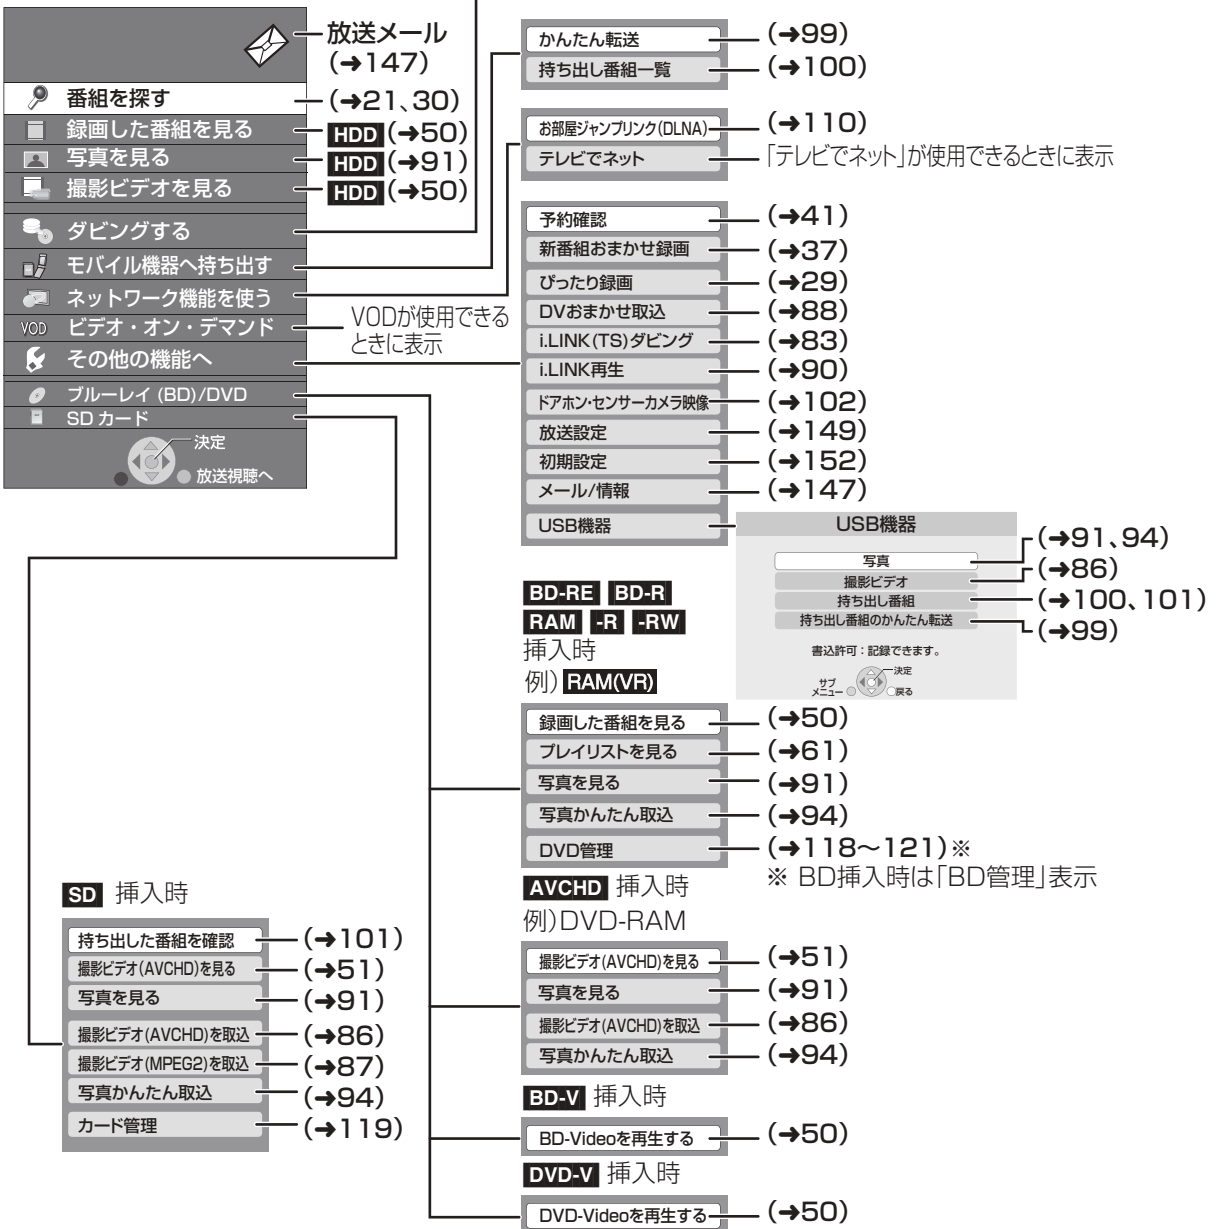 放送メール
(➜147)
番組を探す
(➜21、30)
録画した番組を見る
HDD (➜50)
写真を見る
HDD (➜91)
撮影ビデオを見る
HDD (➜50)
ダビングする
モバイル機器へ持ち出す
ネットワーク機能を使う
VOD ビデオ・オン・デマンド
VODが使用できる
ときに表示
その他の機能へ
ブルーレイ (BD)/DVD
SD カード
決定
放送視聴へ
かんたん転送
(➜99)
持ち出し番組一覧
(➜100)
お部屋ジャンプリンク(DLNA)
(➜110)
テレビでネット
「テレビでネット」が使用できるときに表示
予約確認
(➜41)
新番組おまかせ録画
(➜37)
ぴったり録画
(➜29)
DVおまかせ取込
(➜88)
i.LINK(TS)ダビング
(➜83)
i.LINK再生
(➜90)
ドアホン・センサーカメラ映像
(➜102)
放送設定
(➜149)
初期設定
(➜152)
メール/情報
(➜147)
USB機器
USB機器
写真
(➜91、94)
撮影ビデオ
(➜86)
持ち出し番組
(➜100、101)
持ち出し番組のかんたん転送
(➜99)
書込許可：記録できます。
決定
サブ
メニュー
戻る
BD-RE BD-R
RAM -R -RW
挿入時
例) RAM(VR)
録画した番組を見る
(➜50)
プレイリストを見る
(➜61)
写真を見る
(➜91)
写真かんたん取込
(➜94)
DVD管理
(➜118～121)※
※ BD挿入時は「BD管理」表示
AVCHD 挿入時
例)DVD-RAM
撮影ビデオ(AVCHD)を見る
(➜51)
写真を見る
(➜91)
撮影ビデオ(AVCHD)を取込
(➜86)
写真かんたん取込
(➜94)
BD-V 挿入時
BD-Videoを再生する
(➜50)
DVD-V 挿入時
DVD-Videoを再生する
(➜50)
SD 挿入時
持ち出した番組を確認
(➜101)
撮影ビデオ(AVCHD)を見る
(➜51)
写真を見る
(➜91)
撮影ビデオ(AVCHD)を取込
(➜86)
撮影ビデオ(MPEG2)を取込
(➜87)
写真かんたん取込
(➜94)
カード管理
(➜119)